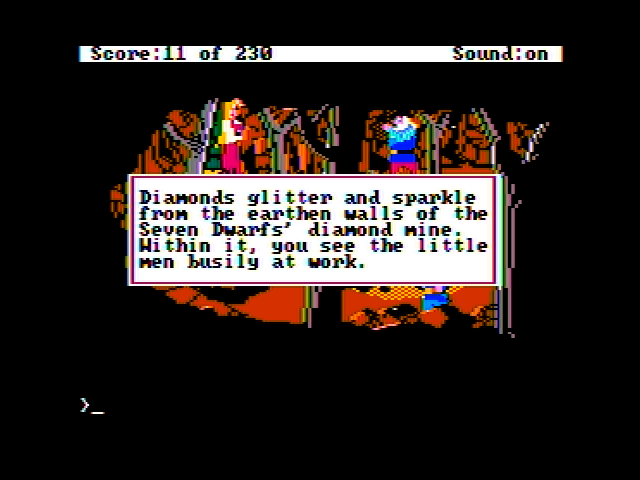 Score:11 of 230 Sound:on
Diamonds glitter and sparkle
from the earthen walls of the
Seven Dwarfs' diamond mine.
Within it, you see the little
men busily at work.
>_